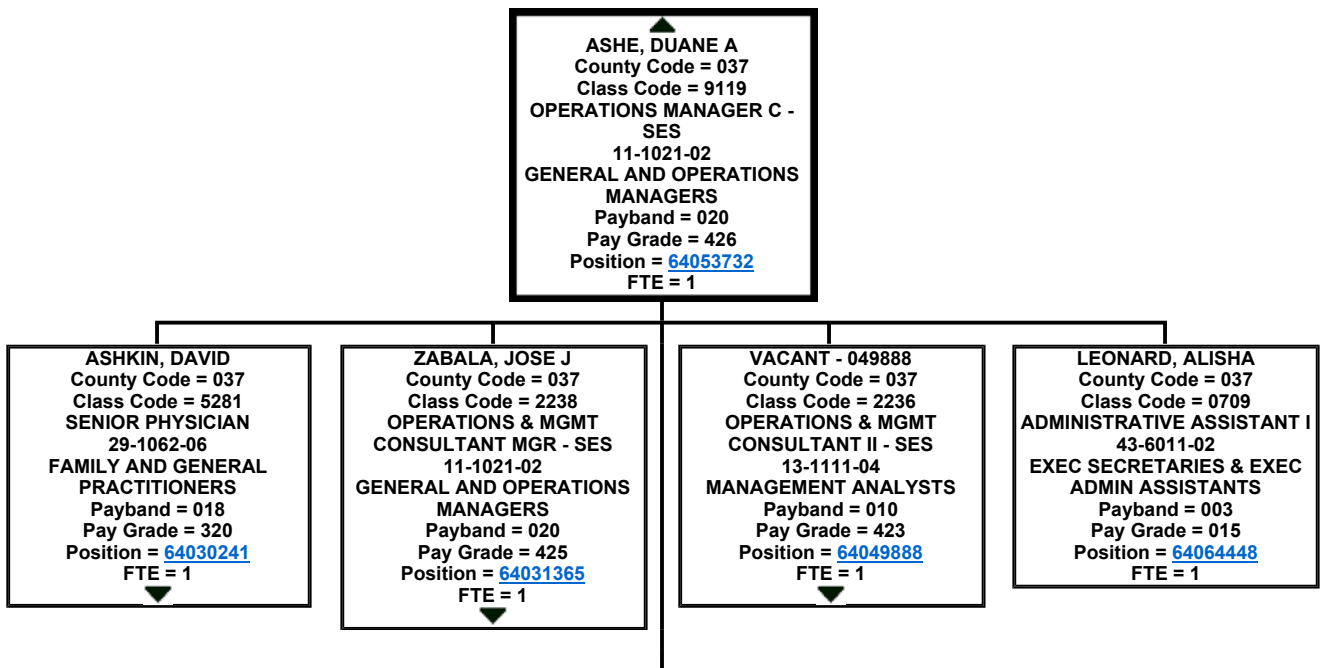 ASHE, DUANE A
County Code = 037
Class Code = 9119
OPERATIONS MANAGER C -
SES
11-1021-02
GENERAL AND OPERATIONS
MANAGERS
Payband = 020
Pay Grade = 426
Position = 64053732
FTE = 1
ASHKIN, DAVID
County Code = 037
Class Code = 5281
SENIOR PHYSICIAN
29-1062-06
FAMILY AND GENERAL
PRACTITIONERS
Payband = 018
Pay Grade = 320
Position = 64030241
FTE = 1
ZABALA, JOSE J
County Code = 037
Class Code = 2238
OPERATIONS & MGMT
CONSULTANT MGR - SES
11-1021-02
GENERAL AND OPERATIONS
MANAGERS
Payband = 020
Pay Grade = 425
Position = 64031365
FTE = 1
VACANT - 049888
County Code = 037
Class Code = 2236
OPERATIONS & MGMT
CONSULTANT II - SES
13-1111-04
MANAGEMENT ANALYSTS
Payband = 010
Pay Grade = 423
Position = 64049888
FTE = 1
LEONARD, ALISHA
County Code = 037
Class Code = 0709
ADMINISTRATIVE ASSISTANT I
43-6011-02
EXEC SECRETARIES & EXEC
ADMIN ASSISTANTS
Payband = 003
Pay Grade = 015
Position = 64064448
FTE = 1